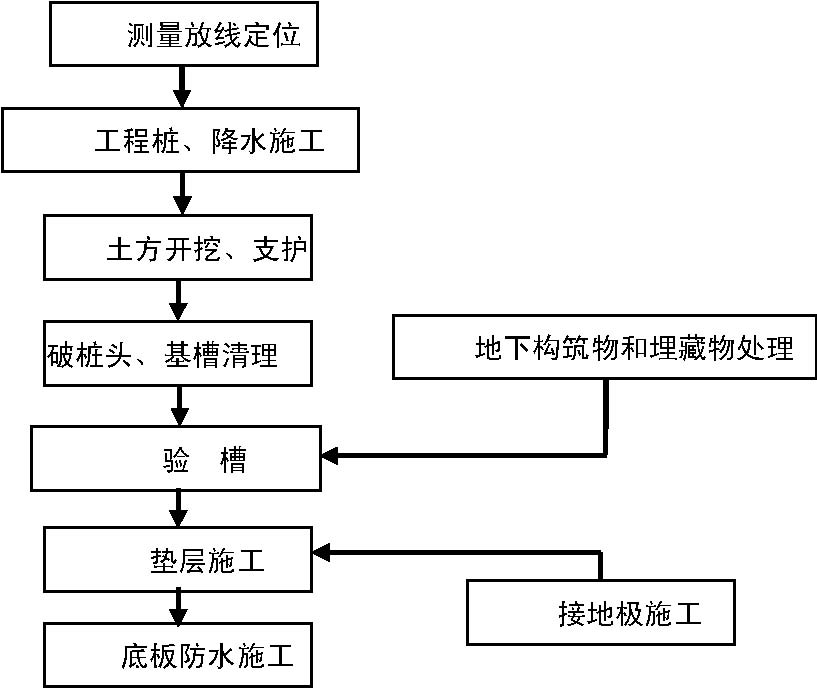 测量放线定位
工程桩、降水施工
土方开挖、支护
破桩头、基槽清理
地下构筑物和埋藏物处理
验 槽
垫层施工
接地极施工
底板防水施工